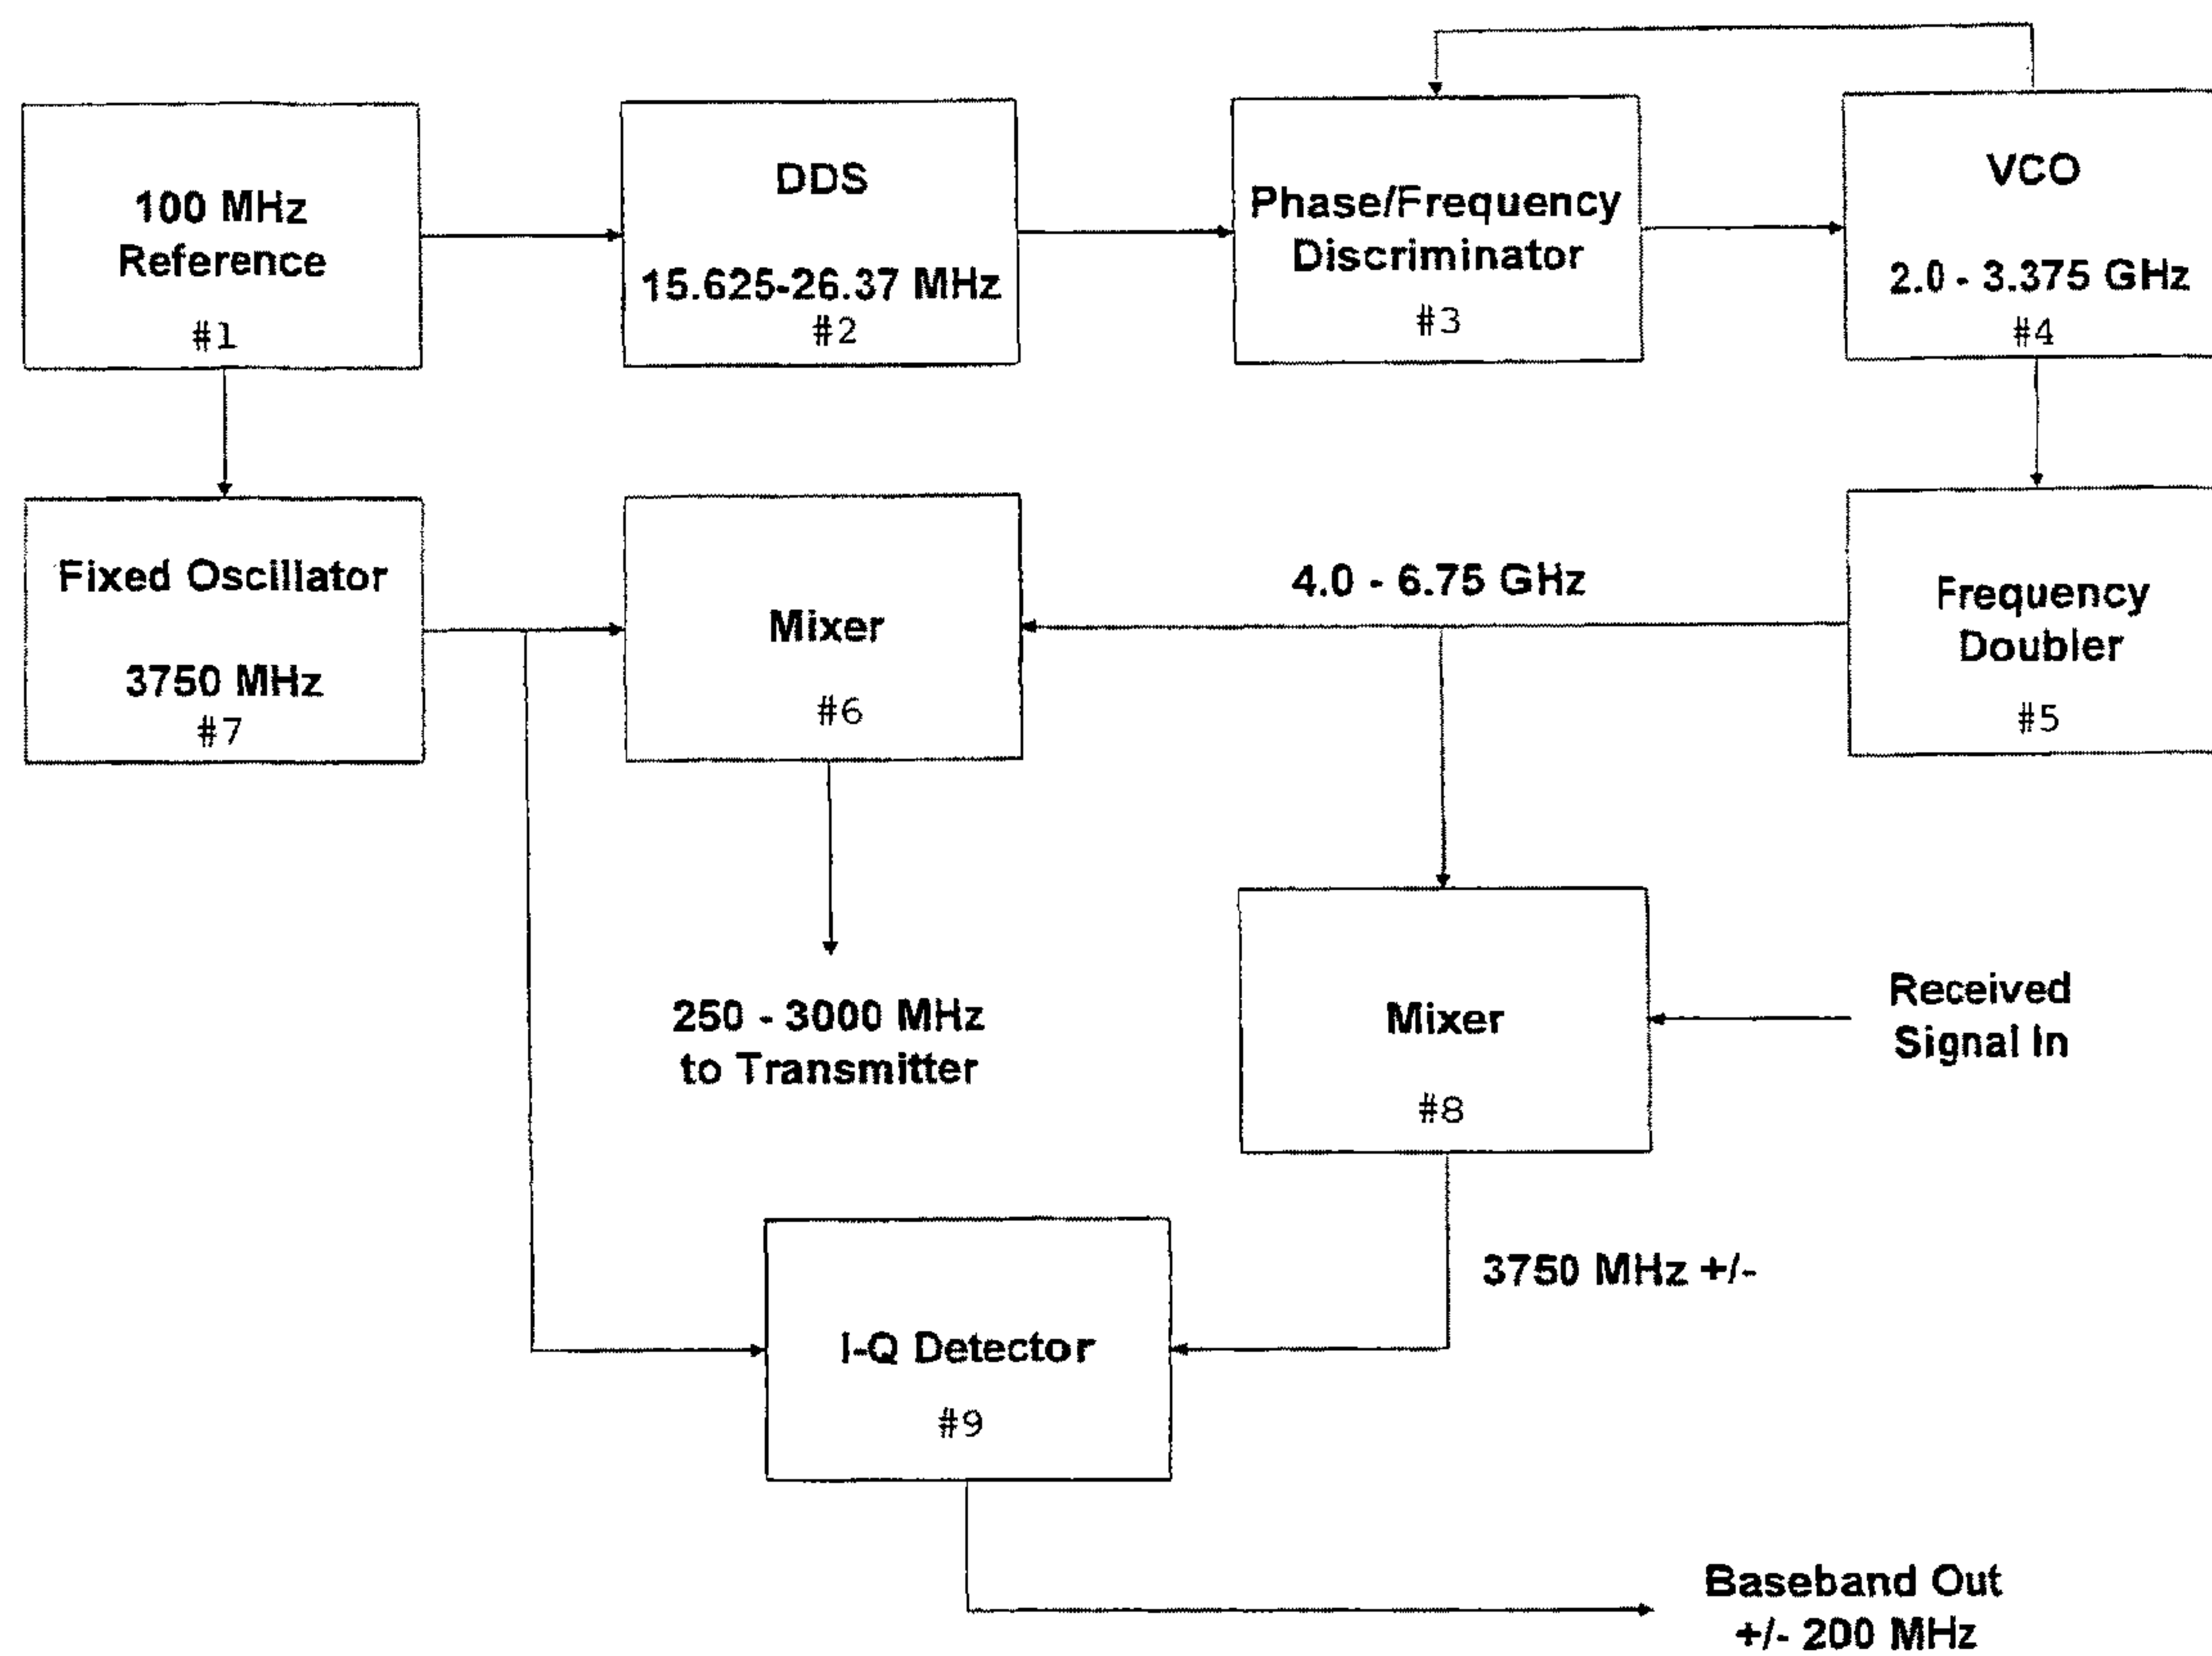 100 MHz
Reference
#1
DDS
15.625-26.37 MHz
#2
Phase/Frequency
Discriminator
#3
VCO
2.0 - 3.375 GHz
#4
Fixed Oscillator
3750 MHz
#7
Mixer
#6
4.0 - 6.75 GHz
Frequency
Doubler
#5
250 - 3000 MHz
to Transmitter
Mixer
#8
Received
Signal In
3750 MHz +/-
I-Q Detector
#9
Baseband Out
+/- 200 MHz